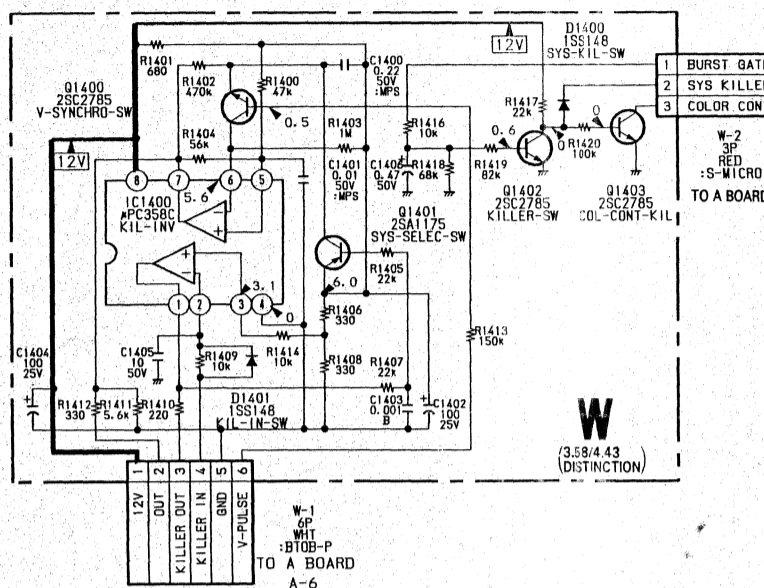 Q1400
2SC2785
V-SYNCHRO-SW
12V
R1401
680
R1402
470k
R1400
47k
C1400
0.22
50V
:MPS
12V
D1400
1SS148
SYS-KIL-SW
1 BURST GATE
2 SYS KILLER
3 COLOR CONT
W-2
3P
RED
:S-MICRO
TO A BOARD
R1404
56k
0.5
R1403
1M
C1401
0.01
50V
:MPS
R1416
10k
C1406
0.47
50V
R1418
68k
R1419
82k
0.6
R1417
22k
0
R1420
100k
0
Q1402
2SC2785
KILLER-SW
Q1403
2SC2785
COL-CONT-KIL
8
7
6
5
5.6
IC1400
μPC358C
KIL-INV
1
2
3
4
3.1
0
Q1401
2SA1175
SYS-SELEC-SW
R1405
22k
6.0
R1406
330
R1408
330
R1407
22k
R1413
150k
C1404
100
25V
C1405
10
50V
R1409
10k
R1414
10k
D1401
1SS148
KIL-IN-SW
R1412
330
R1411
5.6k
R1410
220
C1403
0.001
B
C1402
100
25V
W
(3.58/4.43
DISTINCTION)
1 12V
2 OUT
3 KILLER OUT
4 KILLER IN
5 GND
6 V-PULSE
W-1
6P
WHT
:BTOB-P
TO A BOARD
A-6